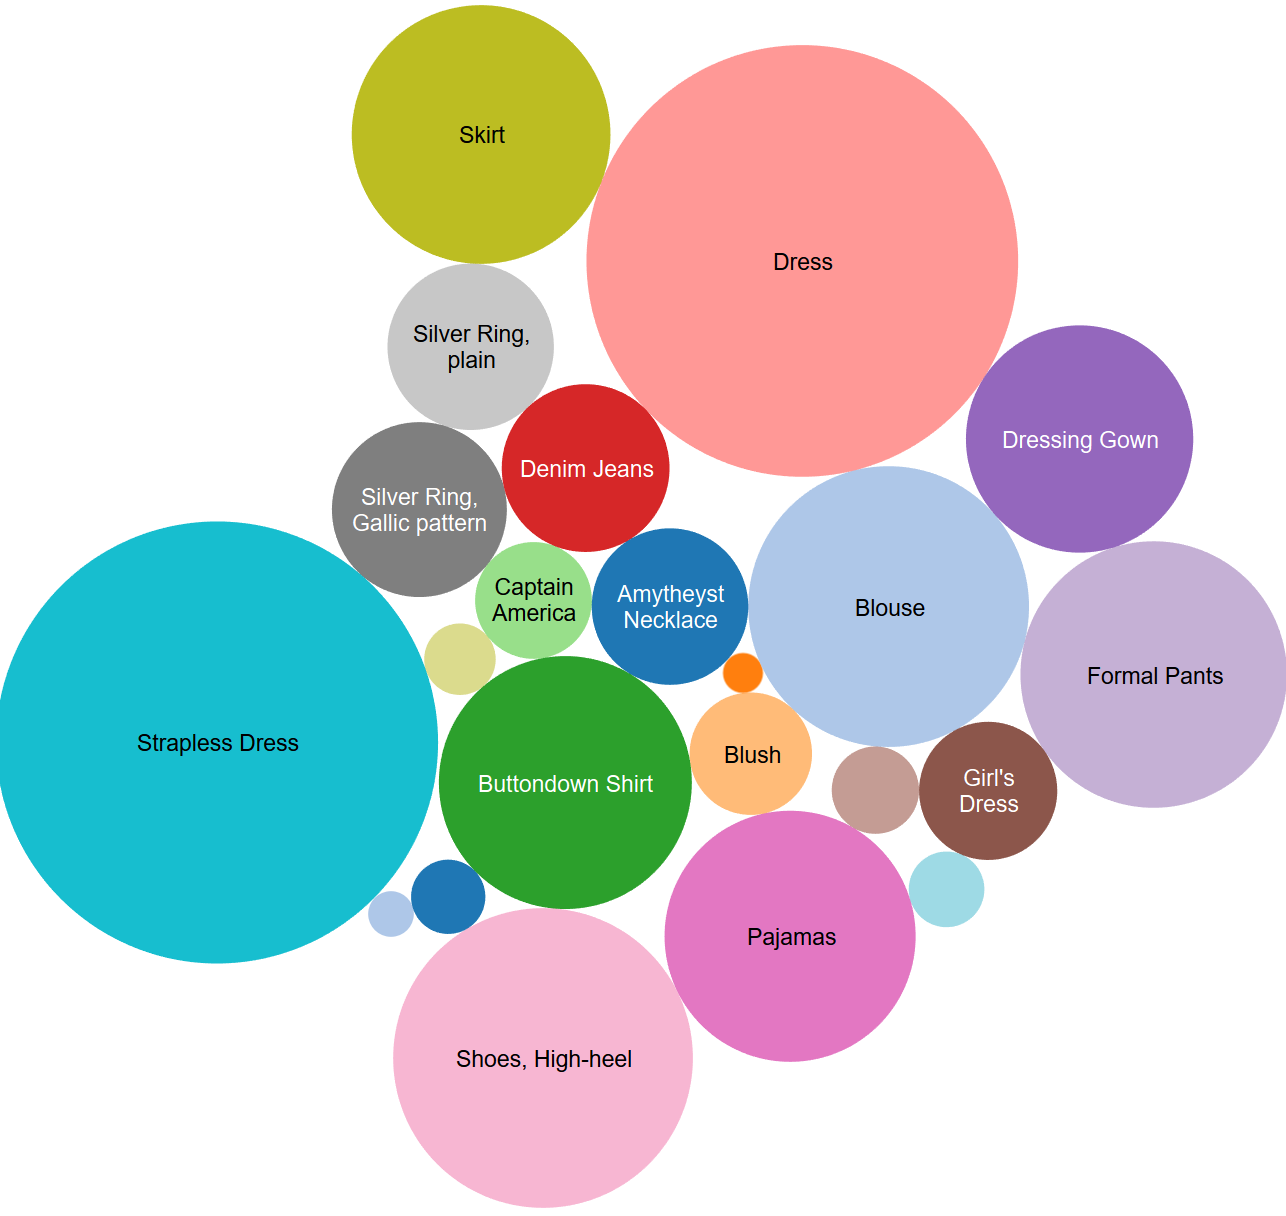 Skirt
Dress
Silver Ring,
plain
Dressing Gown
Denim Jeans
Silver Ring,
Gallic pattern
Captain
America
Amytheyst
Necklace
Blouse
Formal Pants
Strapless Dress
Buttondown Shirt
Blush
Girl's
Dress
Pajamas
Shoes, High-heel